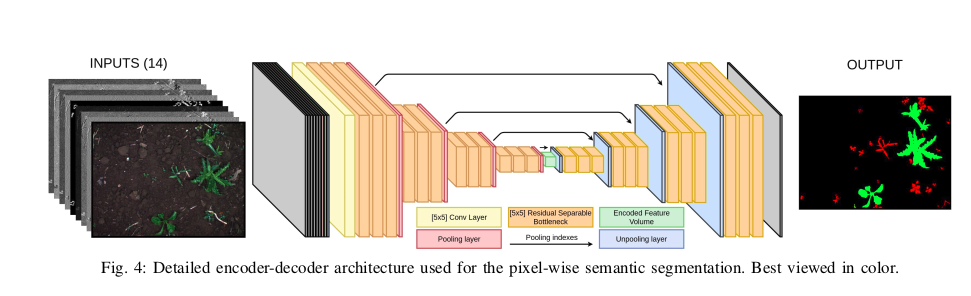 INPUTS (14)
OUTPUT
[5x5] Conv Layer
[5x5] Residual Separable
Bottleneck
Encoded Feature
Volume
Pooling layer
Pooling indexes
Unpooling layer
Fig. 4: Detailed encoder-decoder architecture used for the pixel-wise semantic segmentation. Best viewed in color.